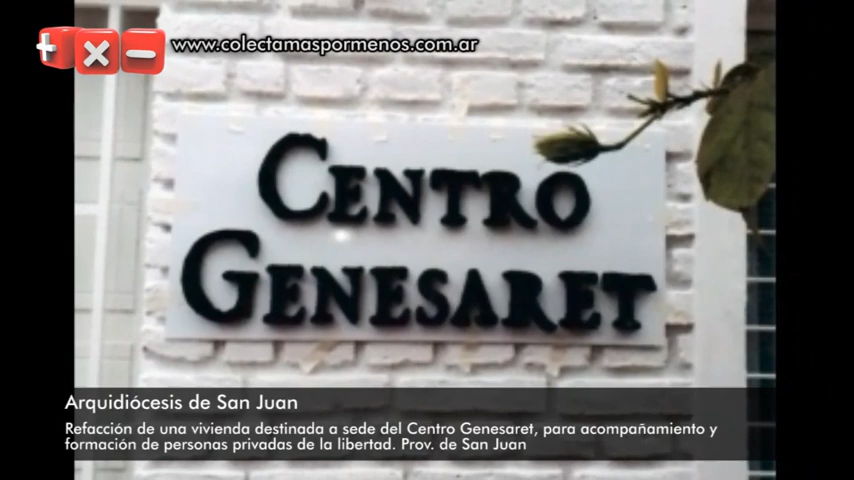 + x - www.colectamaspormenos.com.ar
CENTRO
GENESARET
Arquidiócesis de San Juan
Refacción de una vivienda destinada a sede del Centro Genesaret, para acompañamiento y
formación de personas privadas de la libertad. Prov. de San Juan